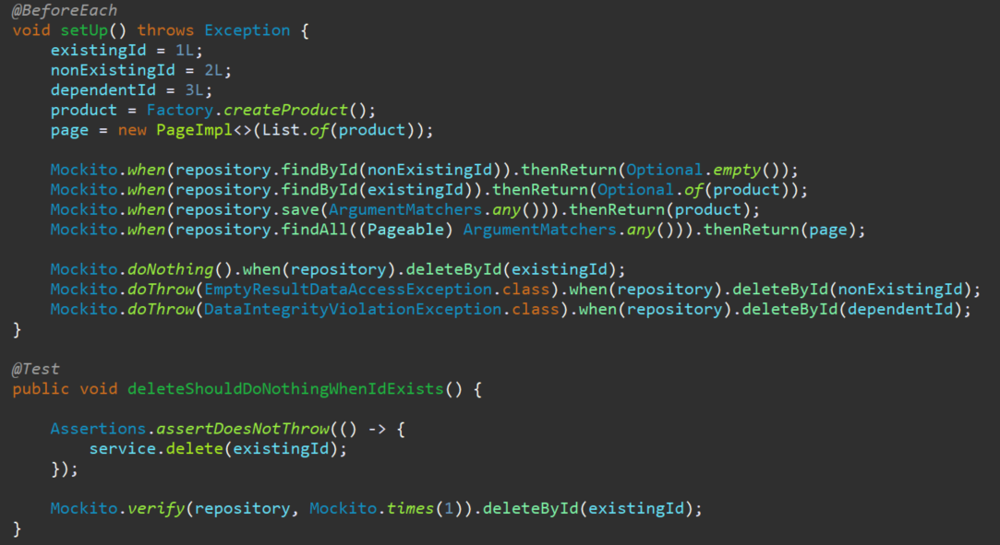 @BeforeEach
void setUp() throws Exception {
    existingId = 1L;
    nonExistingId = 2L;
    dependentId = 3L;
    product = Factory.createProduct();
    page = new PageImpl<>(List.of(product));

    Mockito.when(repository.findById(nonExistingId)).thenReturn(Optional.empty());
    Mockito.when(repository.findById(existingId)).thenReturn(Optional.of(product));
    Mockito.when(repository.save(ArgumentMatchers.any())).thenReturn(product);
    Mockito.when(repository.findAll((Pageable) ArgumentMatchers.any())).thenReturn(page);

    Mockito.doNothing().when(repository).deleteById(existingId);
    Mockito.doThrow(EmptyResultDataAccessException.class).when(repository).deleteById(nonExistingId);
    Mockito.doThrow(DataIntegrityViolationException.class).when(repository).deleteById(dependentId);
}

@Test
public void deleteShouldDoNothingWhenIdExists() {

    Assertions.assertDoesNotThrow(() -> {
        service.delete(existingId);
    });

    Mockito.verify(repository, Mockito.times(1)).deleteById(existingId);
}